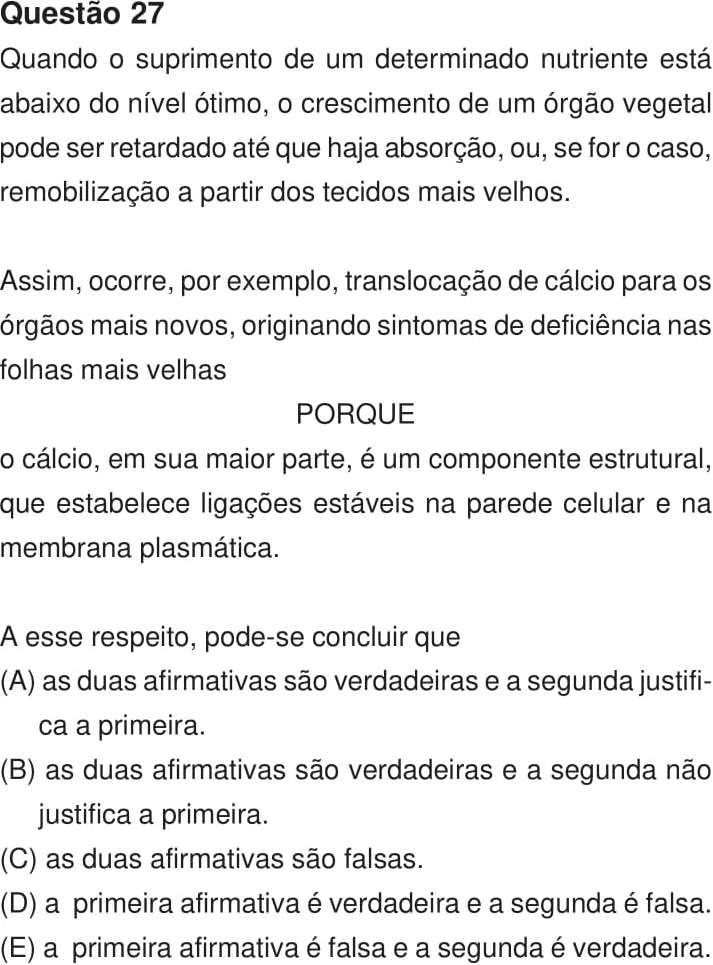 Questão 27
Quando o suprimento de um determinado nutriente está
abaixo do nível ótimo, o crescimento de um órgão vegetal
pode ser retardado até que haja absorção, ou, se for o caso,
remobilização a partir dos tecidos mais velhos.
Assim, ocorre, por exemplo, translocação de cálcio para os
órgãos mais novos, originando sintomas de deficiência nas
folhas mais velhas
PORQUE
o cálcio, em sua maior parte, é um componente estrutural,
que estabelece ligações estáveis na parede celular e na
membrana plasmática.
A esse respeito, pode-se concluir que
(A) as duas afirmativas são verdadeiras e a segunda justifi-
ca a primeira.
(B) as duas afirmativas são verdadeiras e a segunda não
justifica a primeira.
(C) as duas afirmativas são falsas.
(D) a primeira afirmativa é verdadeira e a segunda é falsa.
(E) a primeira afirmativa é falsa e a segunda é verdadeira.